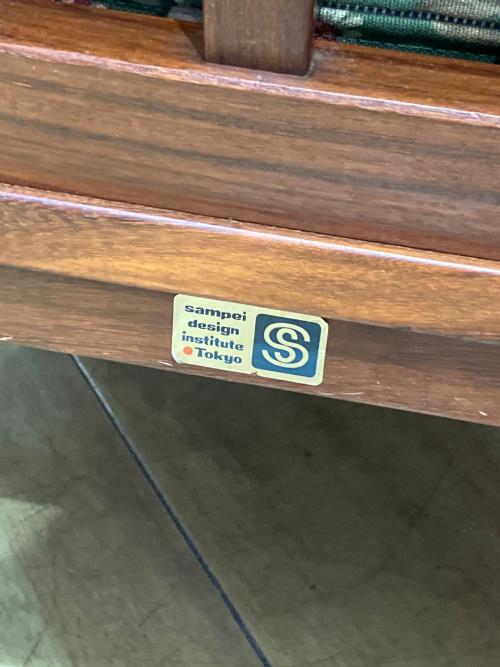 sampei
design
institute
Tokyo
S